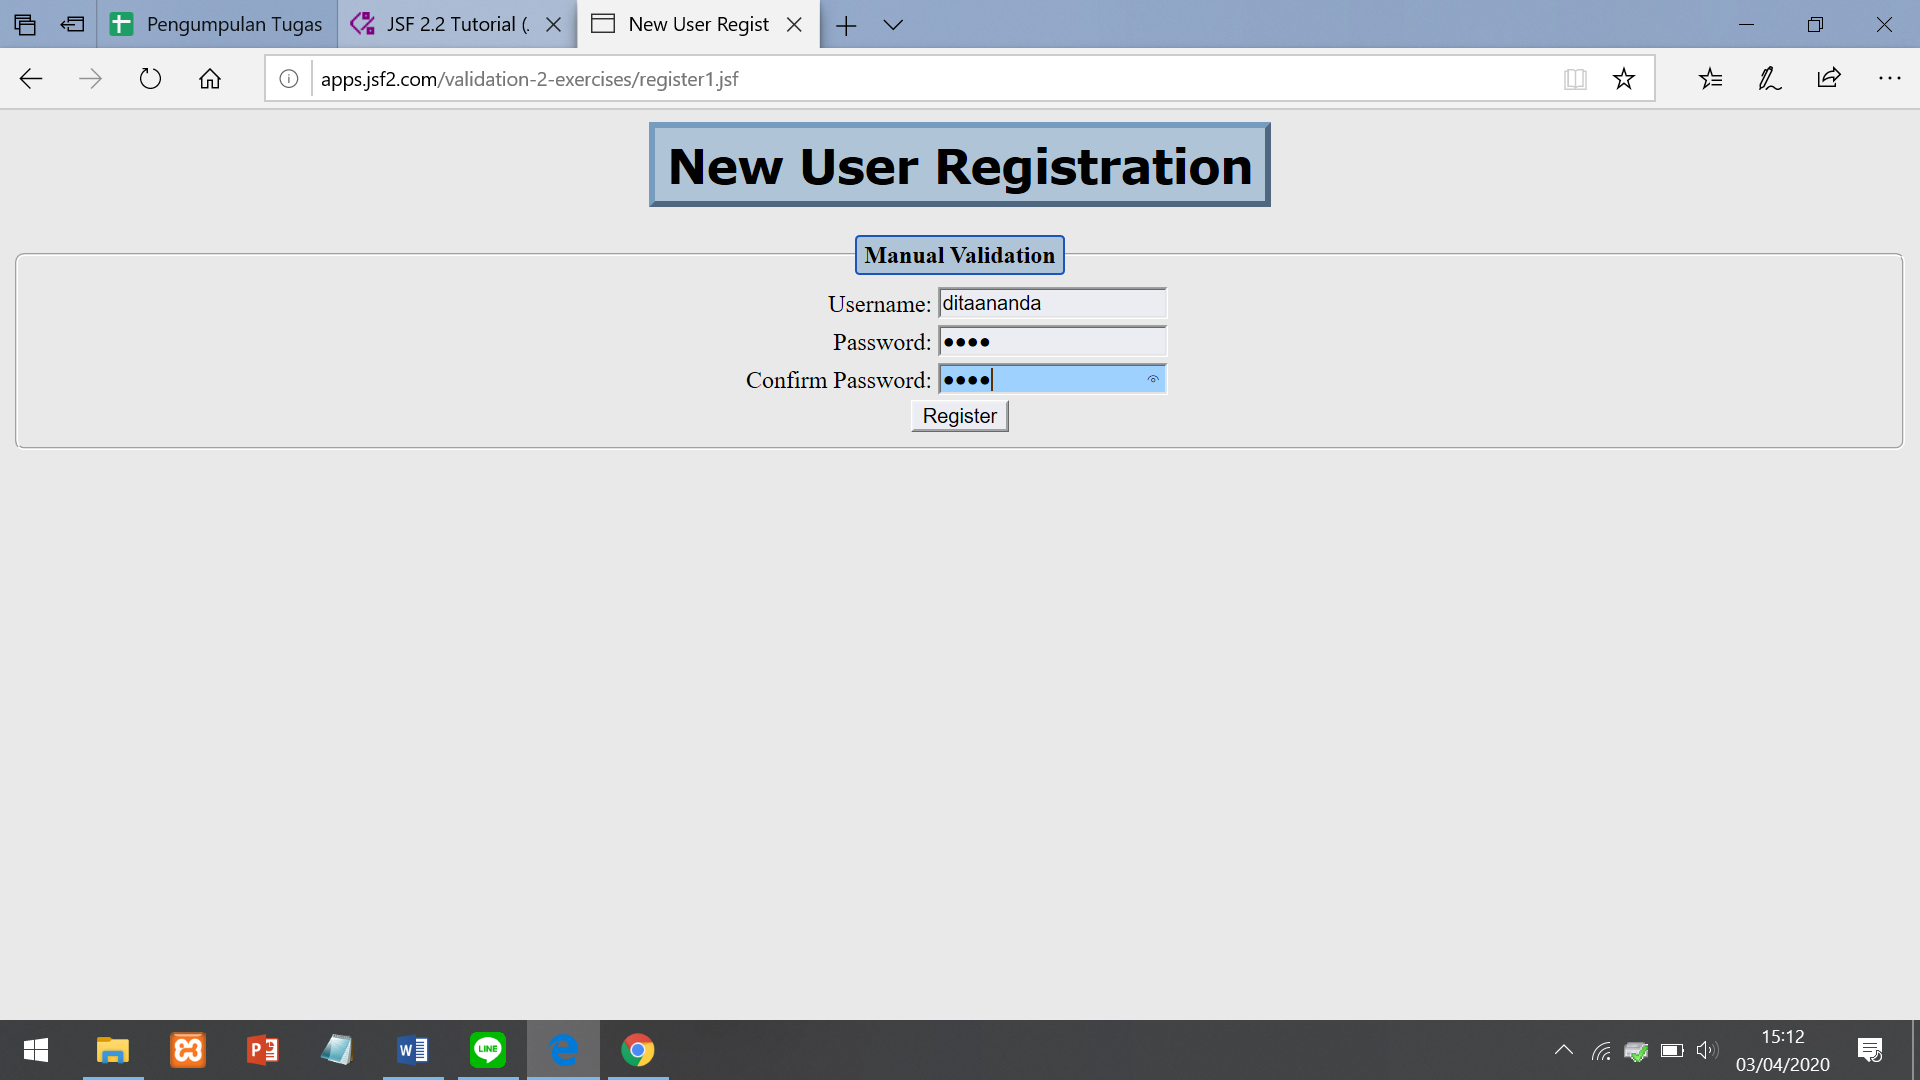 Pengumpulan Tugas
JSF 2.2 Tutorial (.
New User Regist
apps.jsf2.com/validation-2-exercises/register1.jsf
New User Registration
Manual Validation
Username: ditaananda
Password: ●●●●
Confirm Password: ●●●●
Register
LINE
15:12
03/04/2020